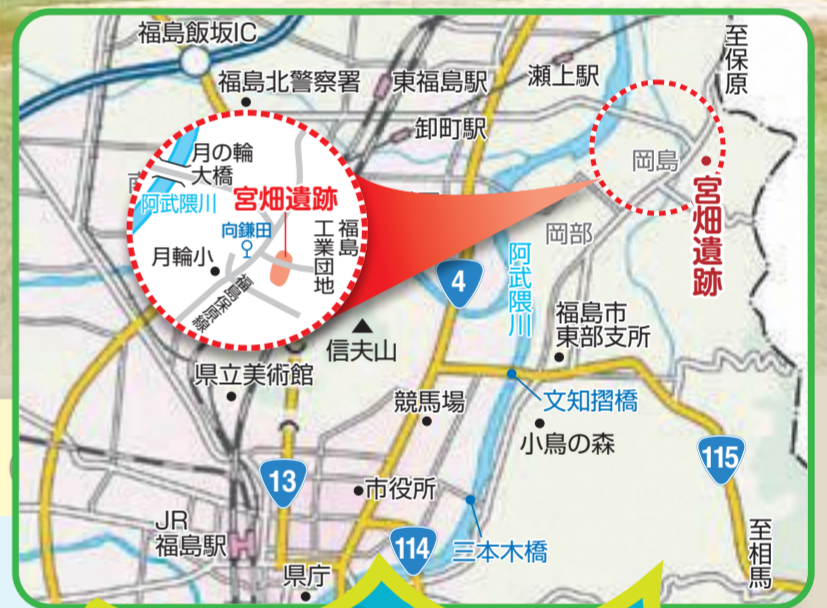 福島飯坂IC
福島北警察署
東福島駅
瀬上駅
至保原
卸町駅
岡島
宮畑遺跡
岡部
月の輪
大橋
阿武隈川
宮畑遺跡
向鎌田
福島
工業団地
月輪小
福島保原線
4
阿武隈川
福島市
東部支所
信夫山
県立美術館
競馬場
文知摺橋
小鳥の森
115
13
市役所
JR
福島駅
114
三本木橋
至相馬
県庁